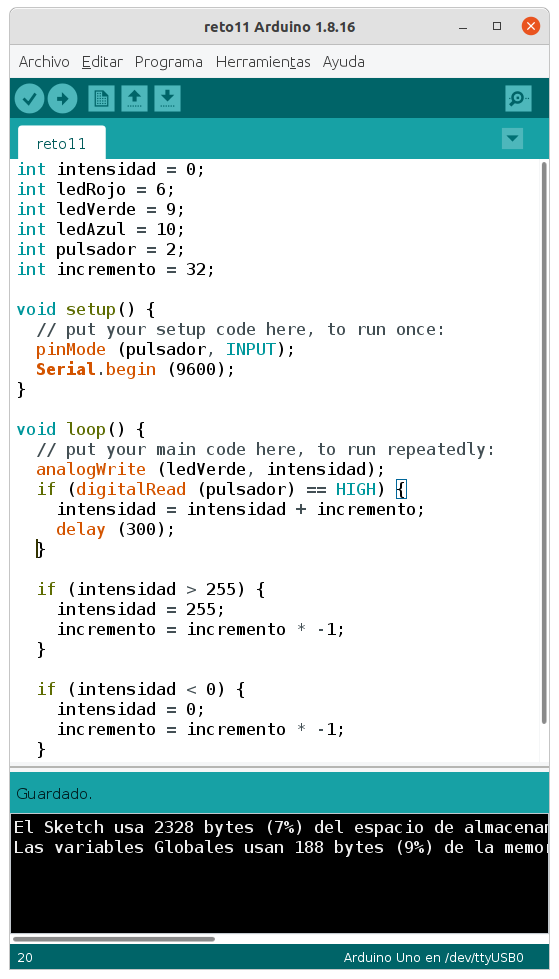 reto11 Arduino 1.8.16
Archivo Editar Programa Herramientas Ayuda
reto11
int intensidad = 0;
int ledRojo = 6;
int ledVerde = 9;
int ledAzul = 10;
int pulsador = 2;
int incremento = 32;
void setup() {
// put your setup code here, to run once:
pinMode (pulsador, INPUT);
Serial.begin (9600);
}
void loop() {
// put your main code here, to run repeatedly:
analogWrite (ledVerde, intensidad);
if (digitalRead (pulsador) == HIGH) {
intensidad = intensidad + incremento;
delay (300);
}
if (intensidad > 255) {
intensidad = 255;
incremento = incremento * -1;
}
if (intensidad < 0) {
intensidad = 0;
incremento = incremento * -1;
}
Guardado.
El Sketch usa 2328 bytes (7%) del espacio de almacenam
Las variables Globales usan 188 bytes (9%) de la memor
20 Arduino Uno en /dev/ttyUSB0